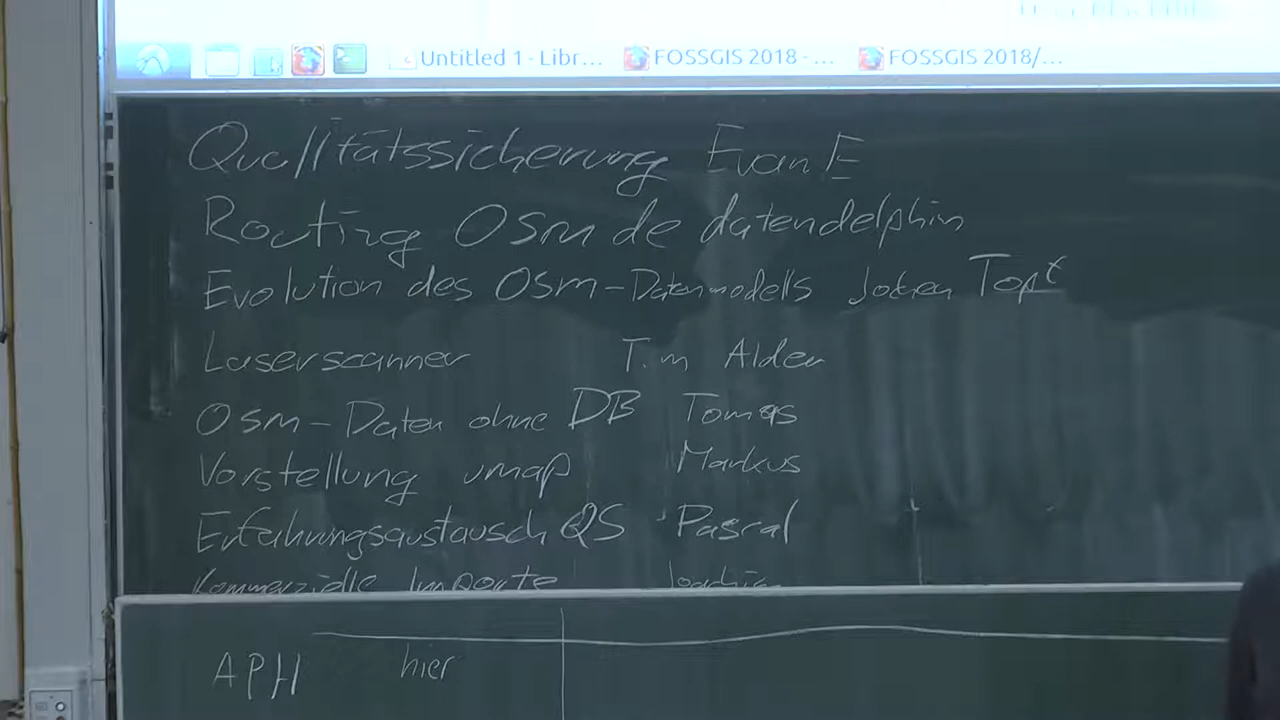 Untitled 1 - Libr... FOSSGIS 2018 - ... FOSSGIS 2018/...
Qualitätssicherung Evan E
Routing OSM de datendelphin
Evolution des OSM-Datenmodells Jochen Topf
Laserscanner Tim Alder
OSM-Daten ohne DB Tomas
Vorstellung umap Markus
Erfahrungsaustausch QS Pascal
Kommerzielle Importe Joachim
APH hier